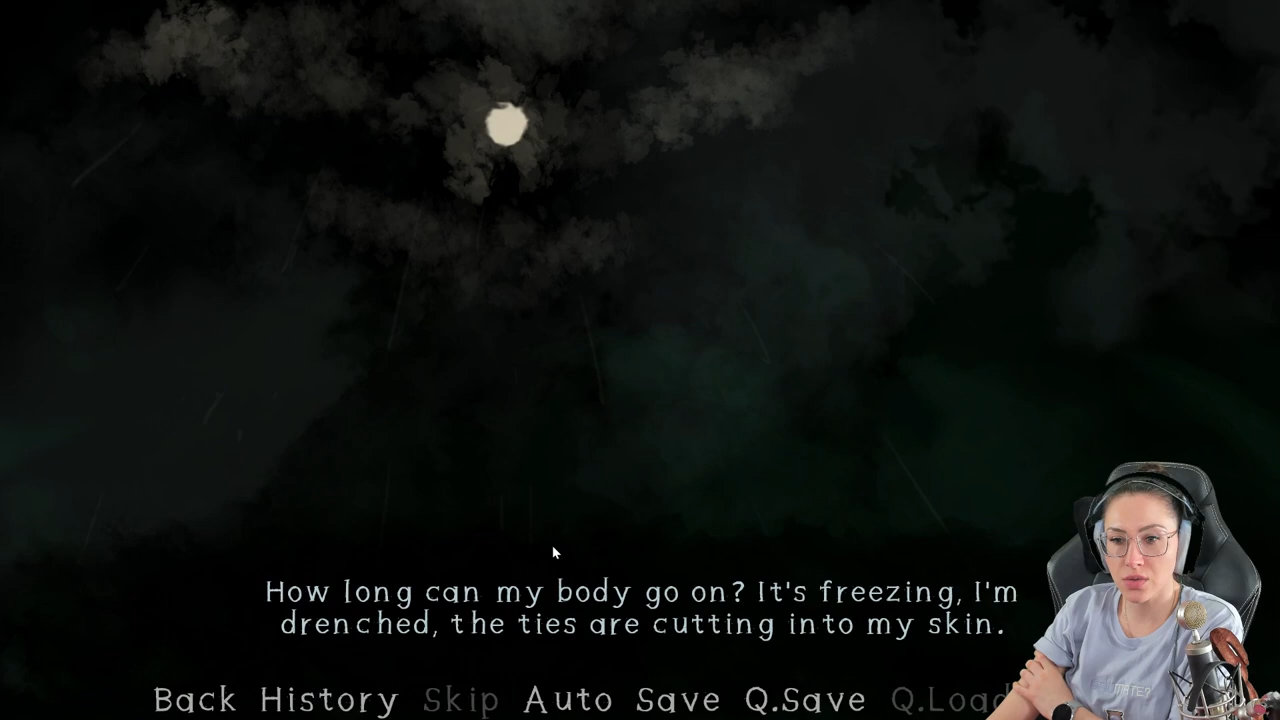 How long can my body go on? It's freezing, I'm
drenched, the ties are cutting into my skin.
Back History Skip Auto Save Q.Save Q.Load